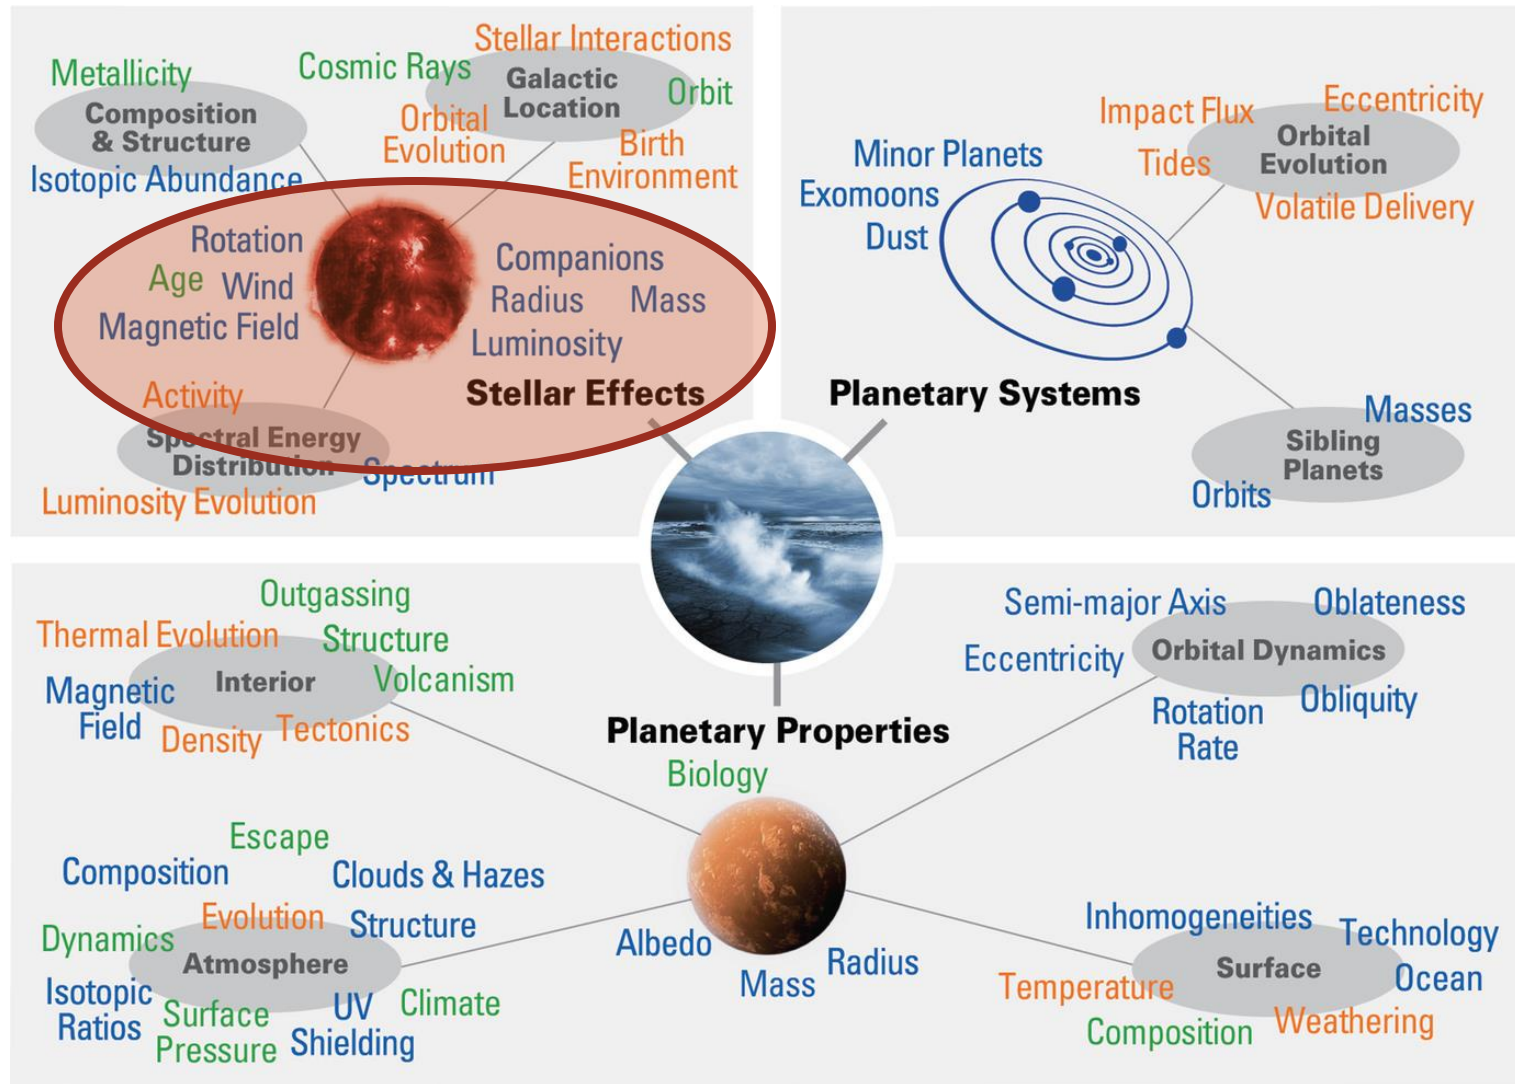 Stellar Interactions
Metallicity
Cosmic Rays
Galactic
Location
Orbit
Composition
& Structure
Orbital
Evolution
Birth
Environment
Isotopic Abundance
Rotation
Age
Wind
Magnetic Field
Companions
Radius
Mass
Luminosity
Stellar Effects
Activity
Spectral Energy
Distribution
Spectrum
Luminosity Evolution
Impact Flux
Eccentricity
Orbital
Evolution
Tides
Volatile Delivery
Minor Planets
Exomoons
Dust
Planetary Systems
Masses
Sibling
Planets
Orbits
Outgassing
Thermal Evolution
Structure
Interior
Volcanism
Magnetic
Field
Density
Tectonics
Planetary Properties
Biology
Semi-major Axis
Oblateness
Orbital Dynamics
Eccentricity
Rotation
Rate
Obliquity
Escape
Composition
Clouds & Hazes
Evolution
Structure
Dynamics
Atmosphere
Isotopic
Ratios
Surface
Pressure
UV
Shielding
Climate
Albedo
Mass
Radius
Inhomogeneities
Technology
Surface
Ocean
Temperature
Composition
Weathering